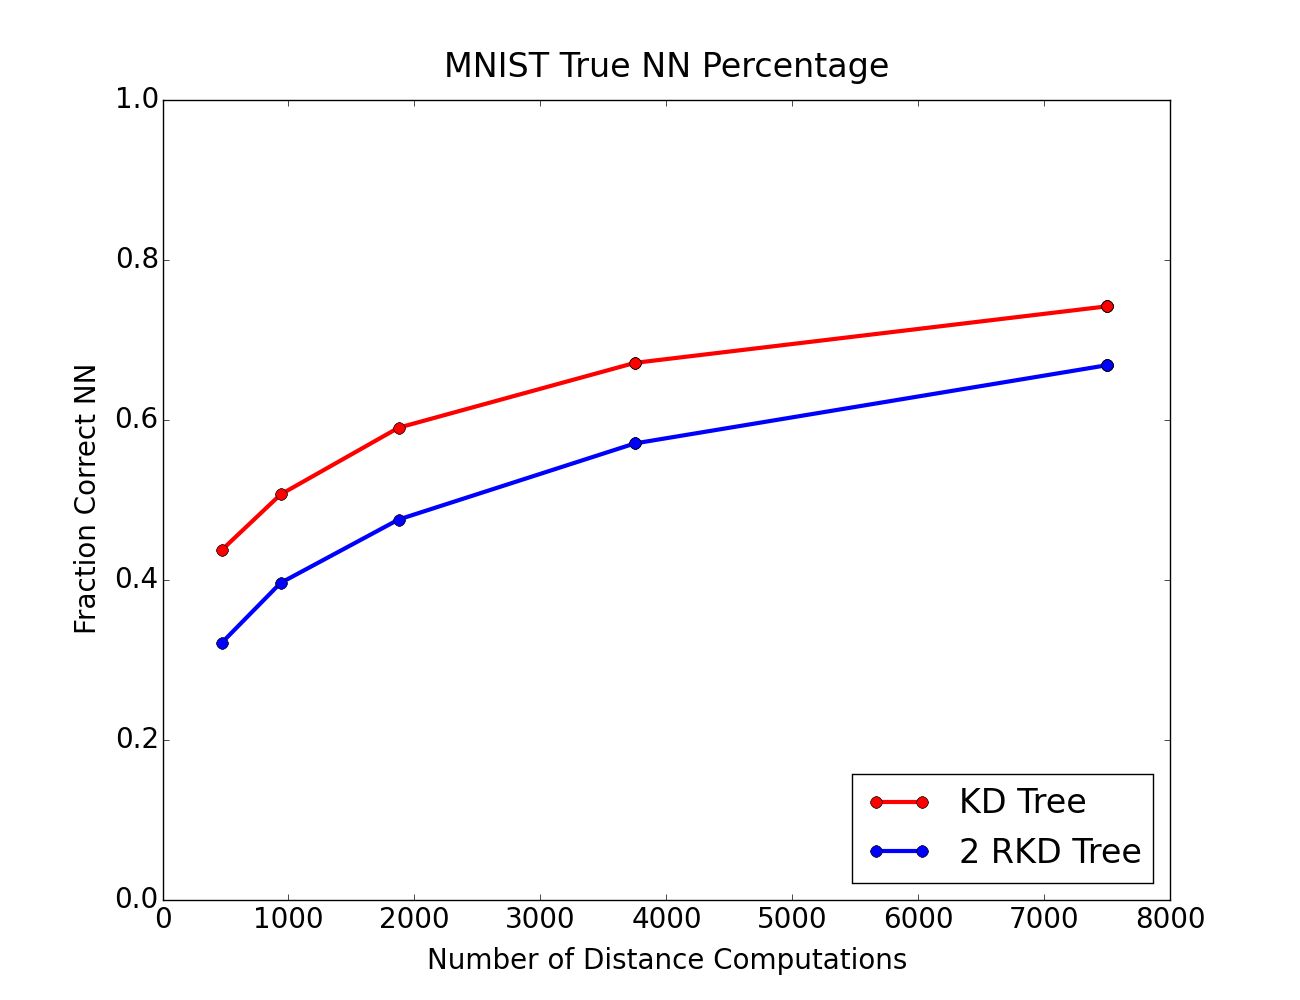 MNIST True NN Percentage
1.0
0.8
0.6
0.4
0.2
0.0
Fraction Correct NN
KD Tree
2 RKD Tree
0 1000 2000 3000 4000 5000 6000 7000 8000
Number of Distance Computations